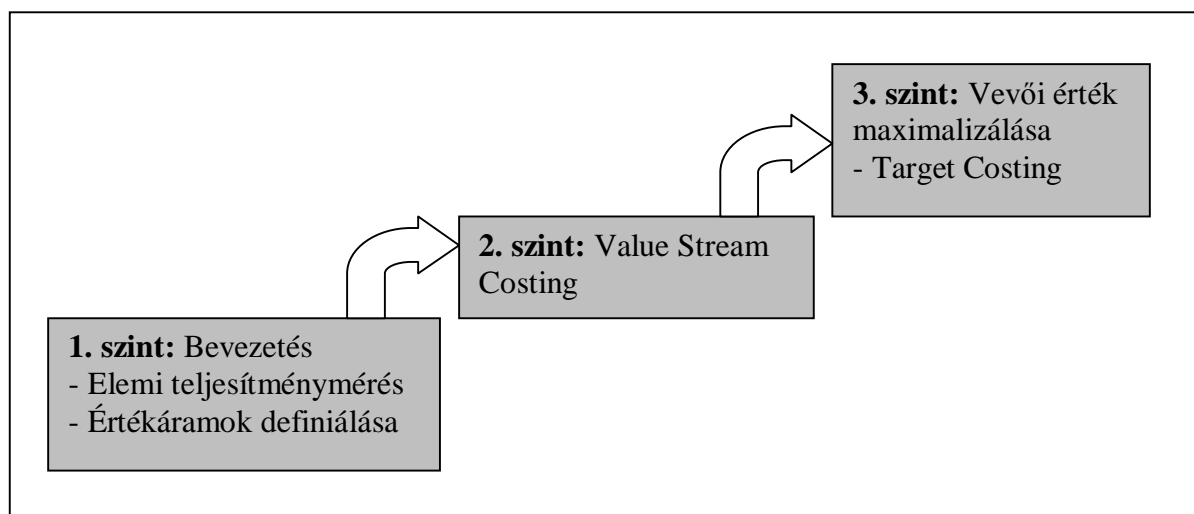 1. szint: Bevezetés
- Elemi teljesítménymérés
- Értékáramok definiálása
2. szint: Value Stream
Costing
3. szint: Vevői érték
maximalizálása
- Target Costing